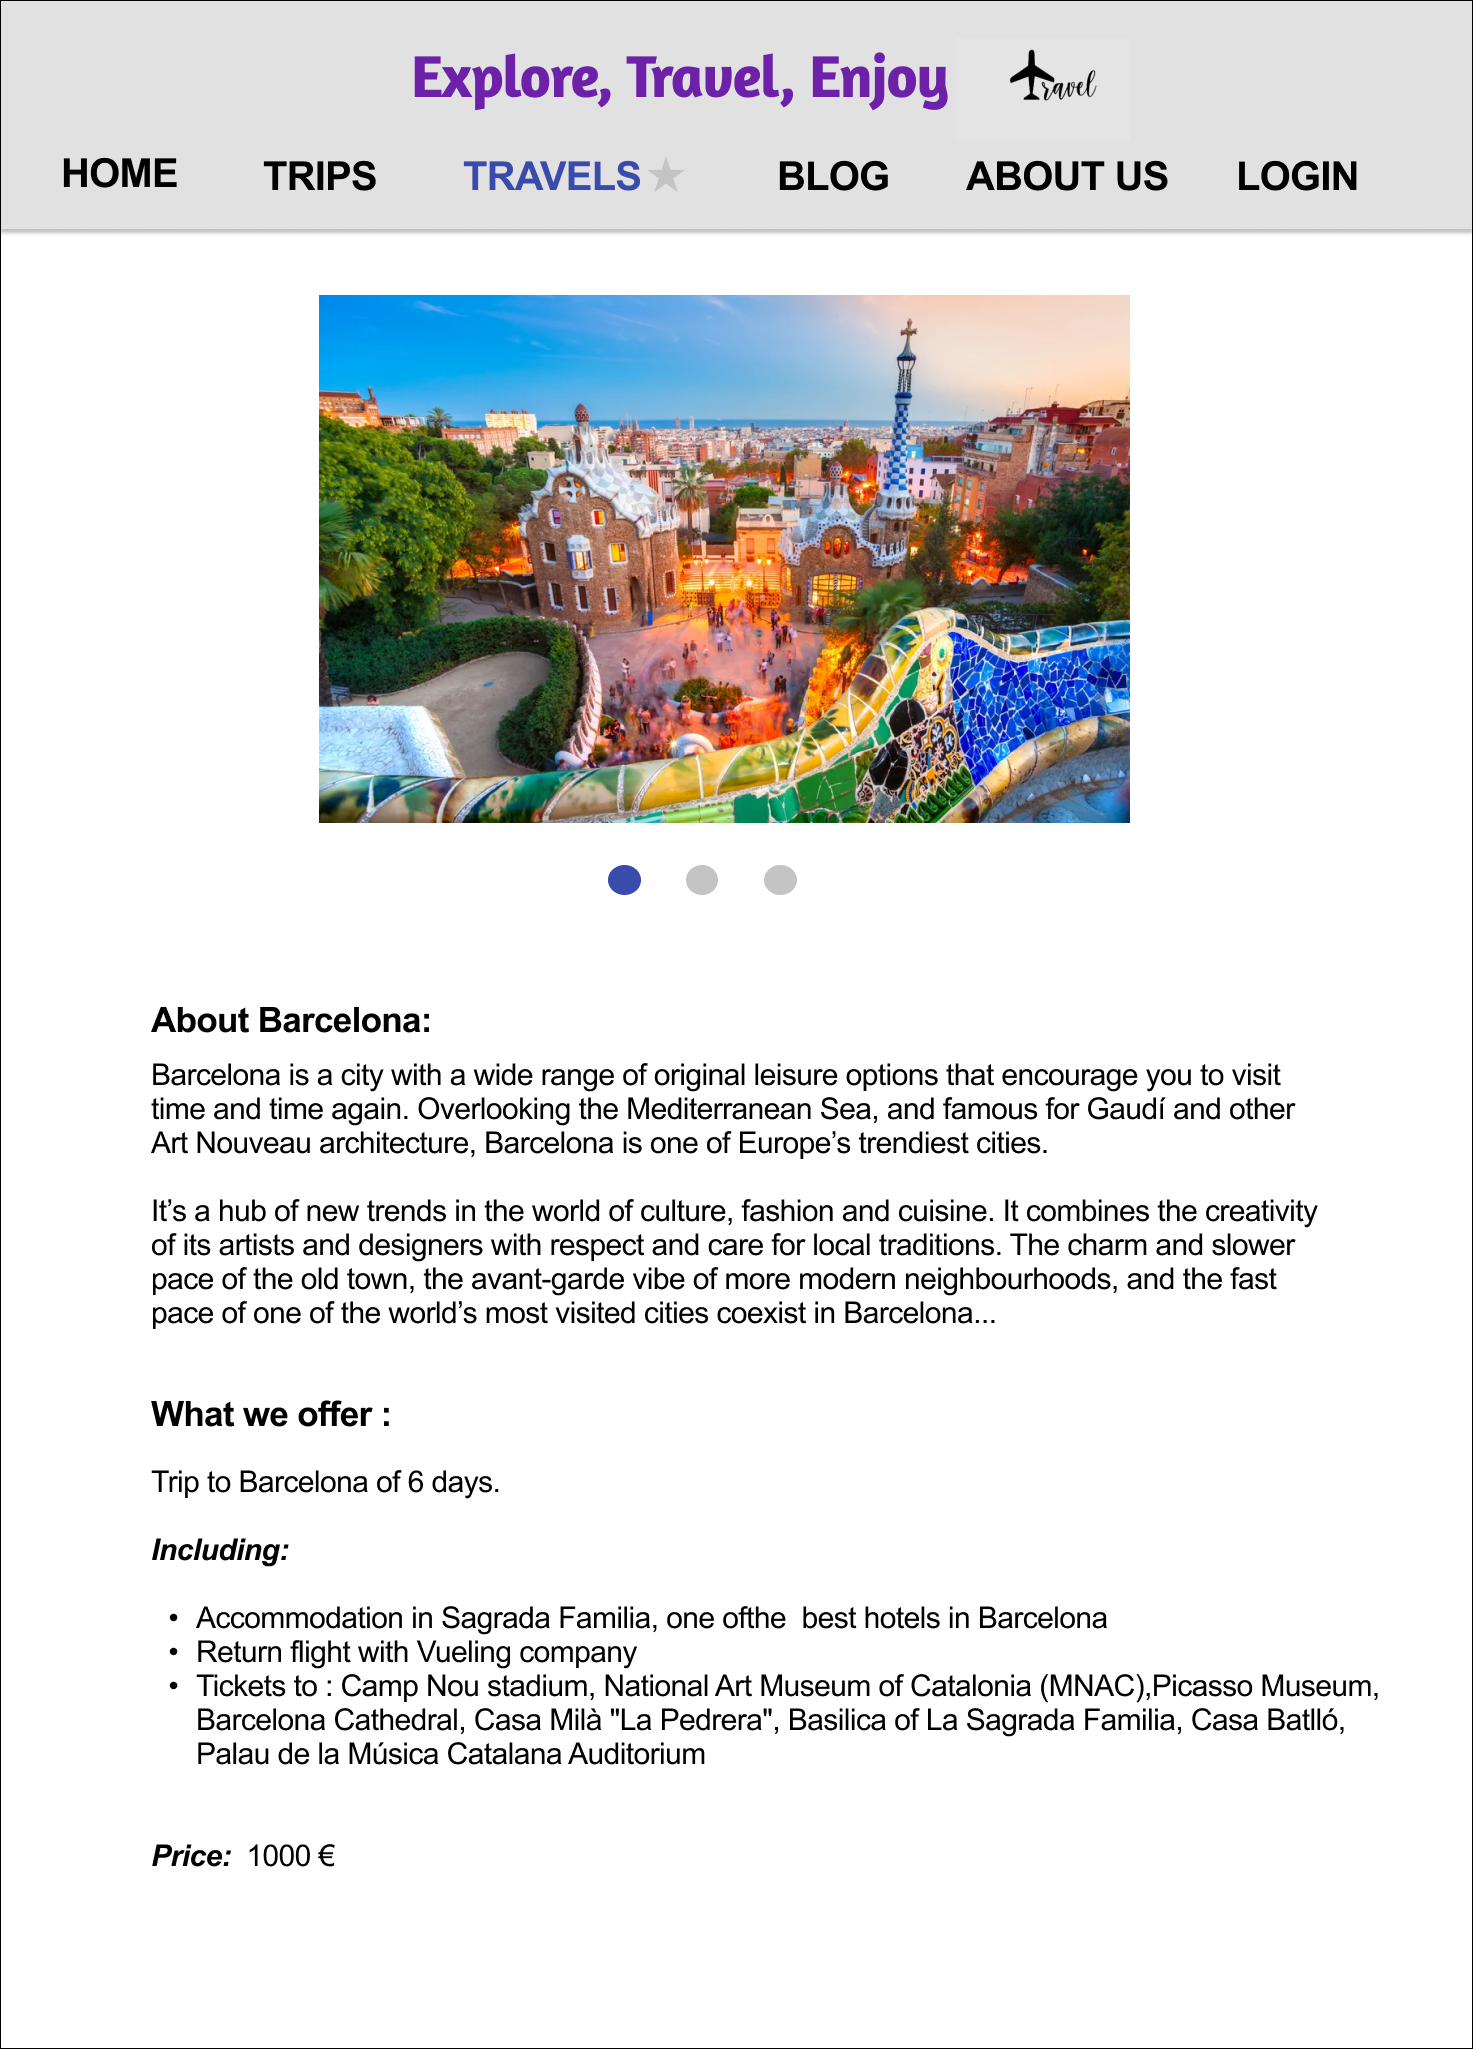 Explore, Travel, Enjoy
Travel
HOME TRIPS TRAVELS BLOG ABOUT US LOGIN
About Barcelona:
Barcelona is a city with a wide range of original leisure options that encourage you to visit
time and time again. Overlooking the Mediterranean Sea, and famous for Gaudí and other
Art Nouveau architecture, Barcelona is one of Europe’s trendiest cities.
It’s a hub of new trends in the world of culture, fashion and cuisine. It combines the creativity
of its artists and designers with respect and care for local traditions. The charm and slower
pace of the old town, the avant-garde vibe of more modern neighbourhoods, and the fast
pace of one of the world’s most visited cities coexist in Barcelona...
What we offer :
Trip to Barcelona of 6 days.
Including:
• Accommodation in Sagrada Familia, one ofthe  best hotels in Barcelona
• Return flight with Vueling company
• Tickets to : Camp Nou stadium, National Art Museum of Catalonia (MNAC),Picasso Museum,
Barcelona Cathedral, Casa Milà "La Pedrera", Basilica of La Sagrada Familia, Casa Batlló,
Palau de la Música Catalana Auditorium
Price:  1000 €